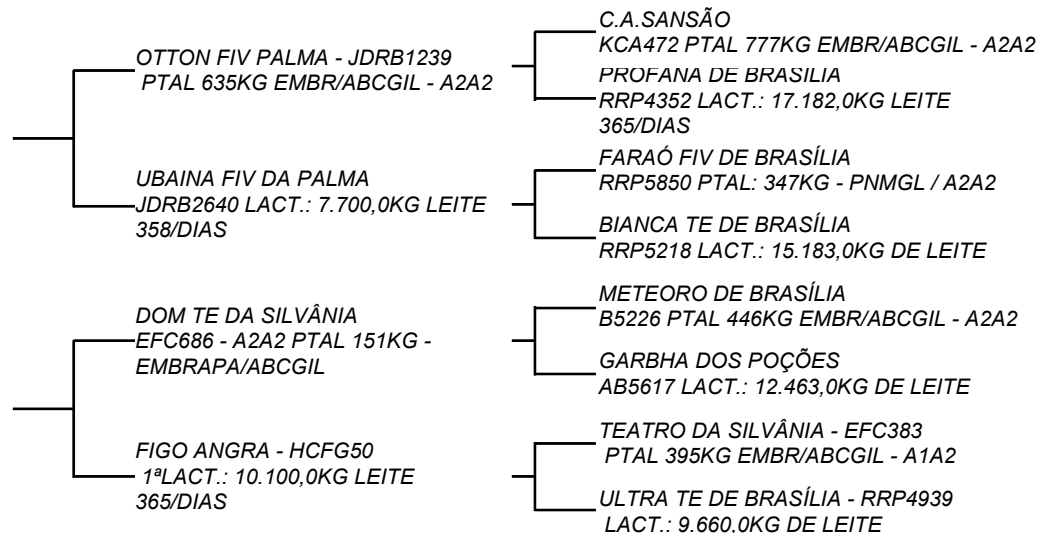 OTTON FIV PALMA - JDRB1239
PTAL 635KG EMBR/ABCGIL - A2A2
UBAINA FIV DA PALMA
JDRB2640 LACT.: 7.700,0KG LEITE
358/DIAS
DOM TE DA SILVÂNIA
EFC686 - A2A2 PTAL 151KG -
EMBRAPA/ABCGIL
FIGO ANGRA - HCFG50
1ªLACT.: 10.100,0KG LEITE
365/DIAS
C.A.SANSÃO
KCA472 PTAL 777KG EMBR/ABCGIL - A2A2
PROFANA DE BRASÍLIA
RRP4352 LACT.: 17.182,0KG LEITE
365/DIAS
FARAÓ FIV DE BRASÍLIA
RRP5850 PTAL: 347KG - PNMGL / A2A2
BIANCA TE DE BRASÍLIA
RRP5218 LACT.: 15.183,0KG DE LEITE
METEORO DE BRASÍLIA
B5226 PTAL 446KG EMBR/ABCGIL - A2A2
GARBHA DOS POÇÕES
AB5617 LACT.: 12.463,0KG DE LEITE
TEATRO DA SILVÂNIA - EFC383
PTAL 395KG EMBR/ABCGIL - A1A2
ULTRA TE DE BRASÍLIA - RRP4939
LACT.: 9.660,0KG DE LEITE